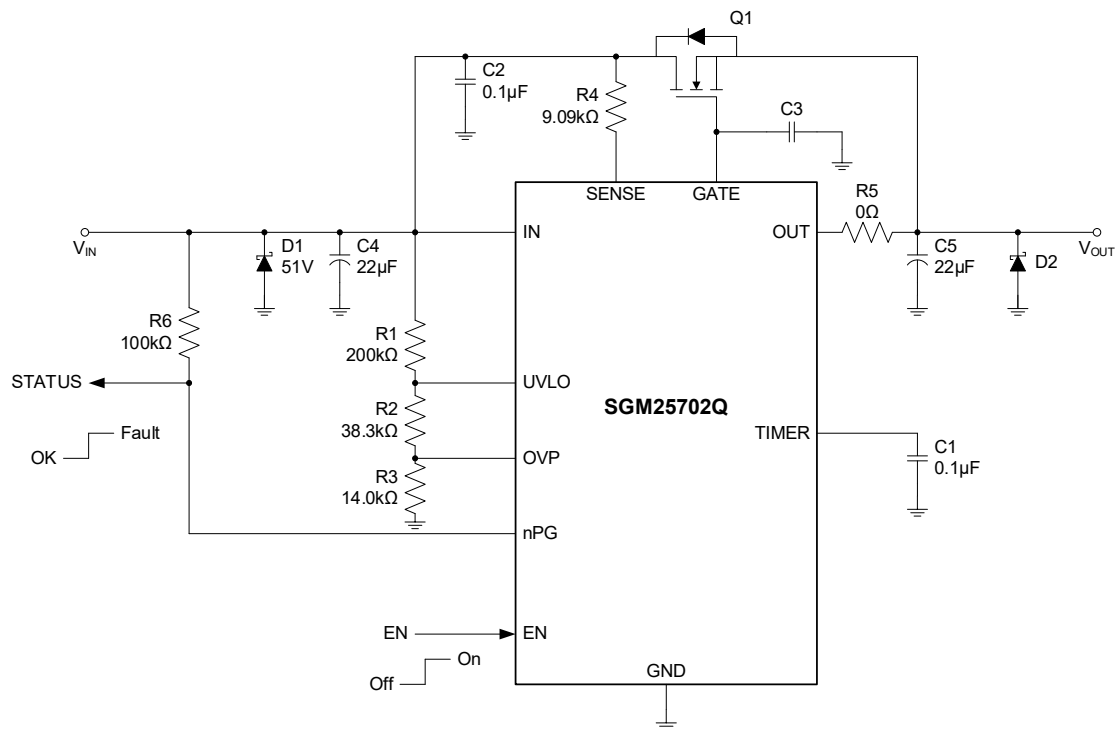 Q1
C2
0.1µF
R4
9.09kΩ
C3
SENSE
GATE
R5
0Ω
VIN
D1
51V
C4
22µF
IN
OUT
C5
22µF
D2
VOUT
R6
100kΩ
R1
200kΩ
STATUS
UVLO
SGM25702Q
R2
38.3kΩ
Fault
OK
TIMER
C1
0.1µF
OVP
R3
14.0kΩ
nPG
EN
EN
On
Off
GND